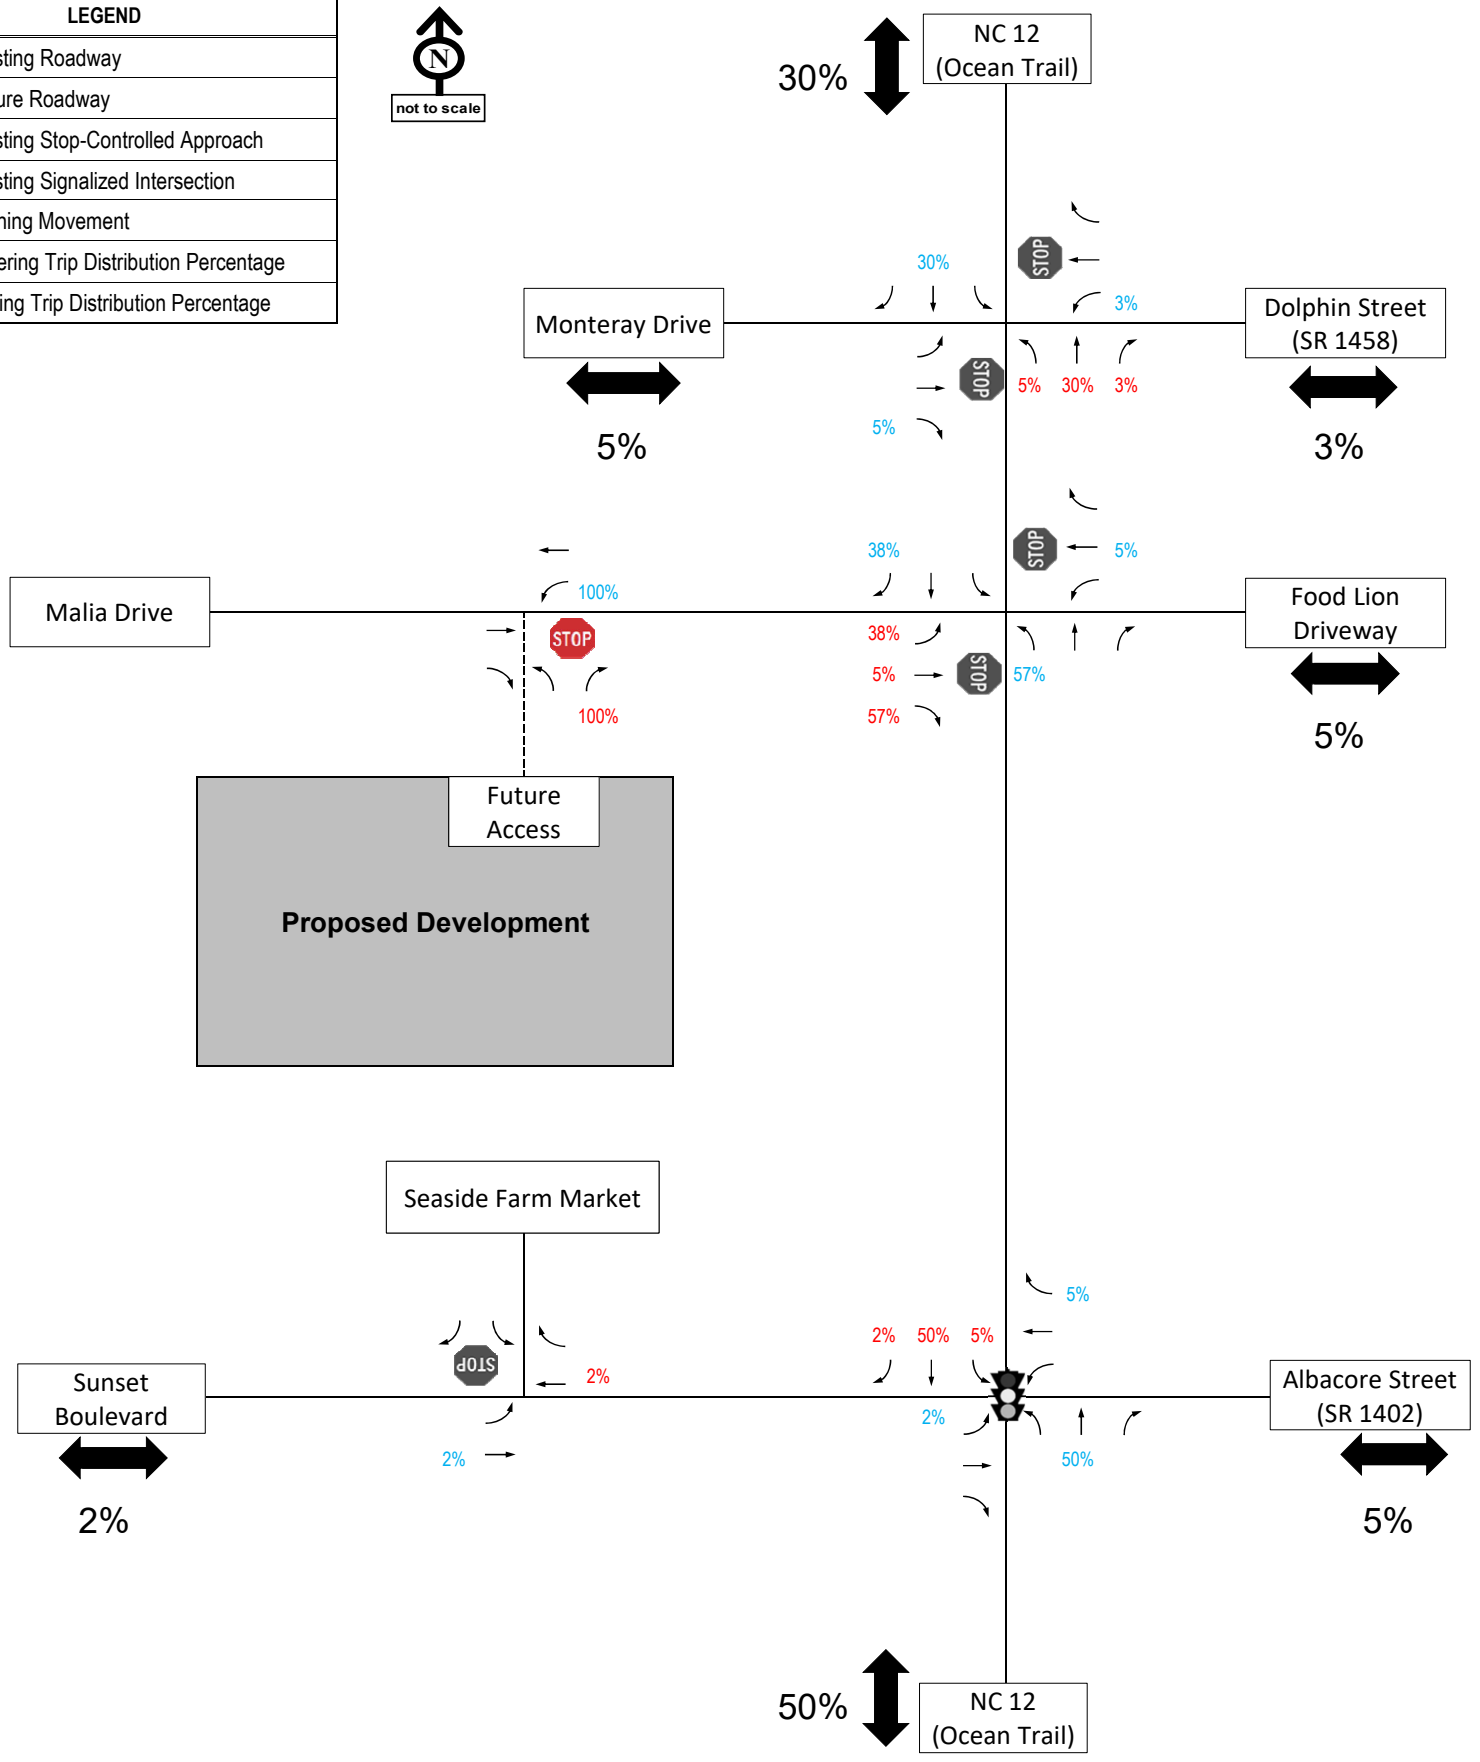 LEGEND
sting Roadway
ure Roadway
sting Stop-Controlled Approach
sting Signalized Intersection
ning Movement
ering Trip Distribution Percentage
ing Trip Distribution Percentage
N
not to scale
30%
NC 12
(Ocean Trail)
STOP
30%
3%
Monteray Drive
Dolphin Street
(SR 1458)
STOP
5% 30% 3%
5%
5%
3%
38%
STOP
5%
100%
Malia Drive
Food Lion
Driveway
STOP
38%
5%
STOP
57%
100%
57%
5%
Future
Access
Proposed Development
Seaside Farm Market
5%
2% 50% 5%
STOP
2%
Sunset
Boulevard
Albacore Street
(SR 1402)
2%
2%
50%
2%
5%
50%
NC 12
(Ocean Trail)